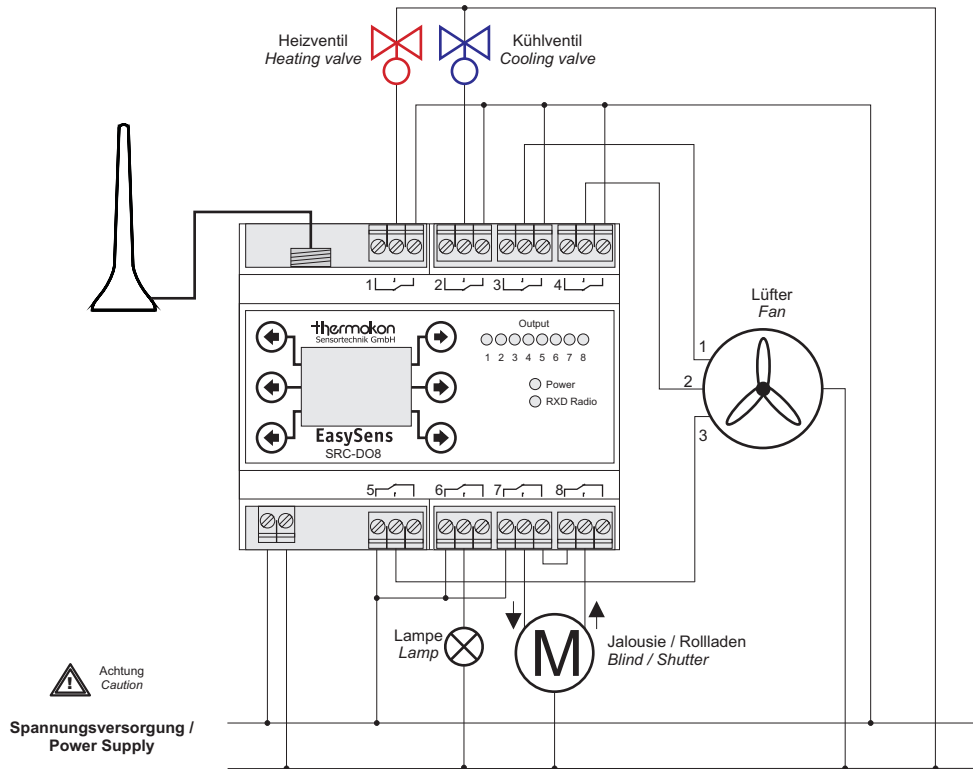 Heizventil
Heating valve
Kühlventil
Cooling valve
1
2
3
4
thermokon
Sensortechnik GmbH
Output
1 2 3 4 5 6 7 8
Power
RXD Radio
EasySens
SRC-DO8
Lüfter
Fan
1
2
3
5
6
7
8
Lampe
Lamp
M
Jalousie / Rollladen
Blind / Shutter
!
Achtung
Caution
Spannungsversorgung /
Power Supply